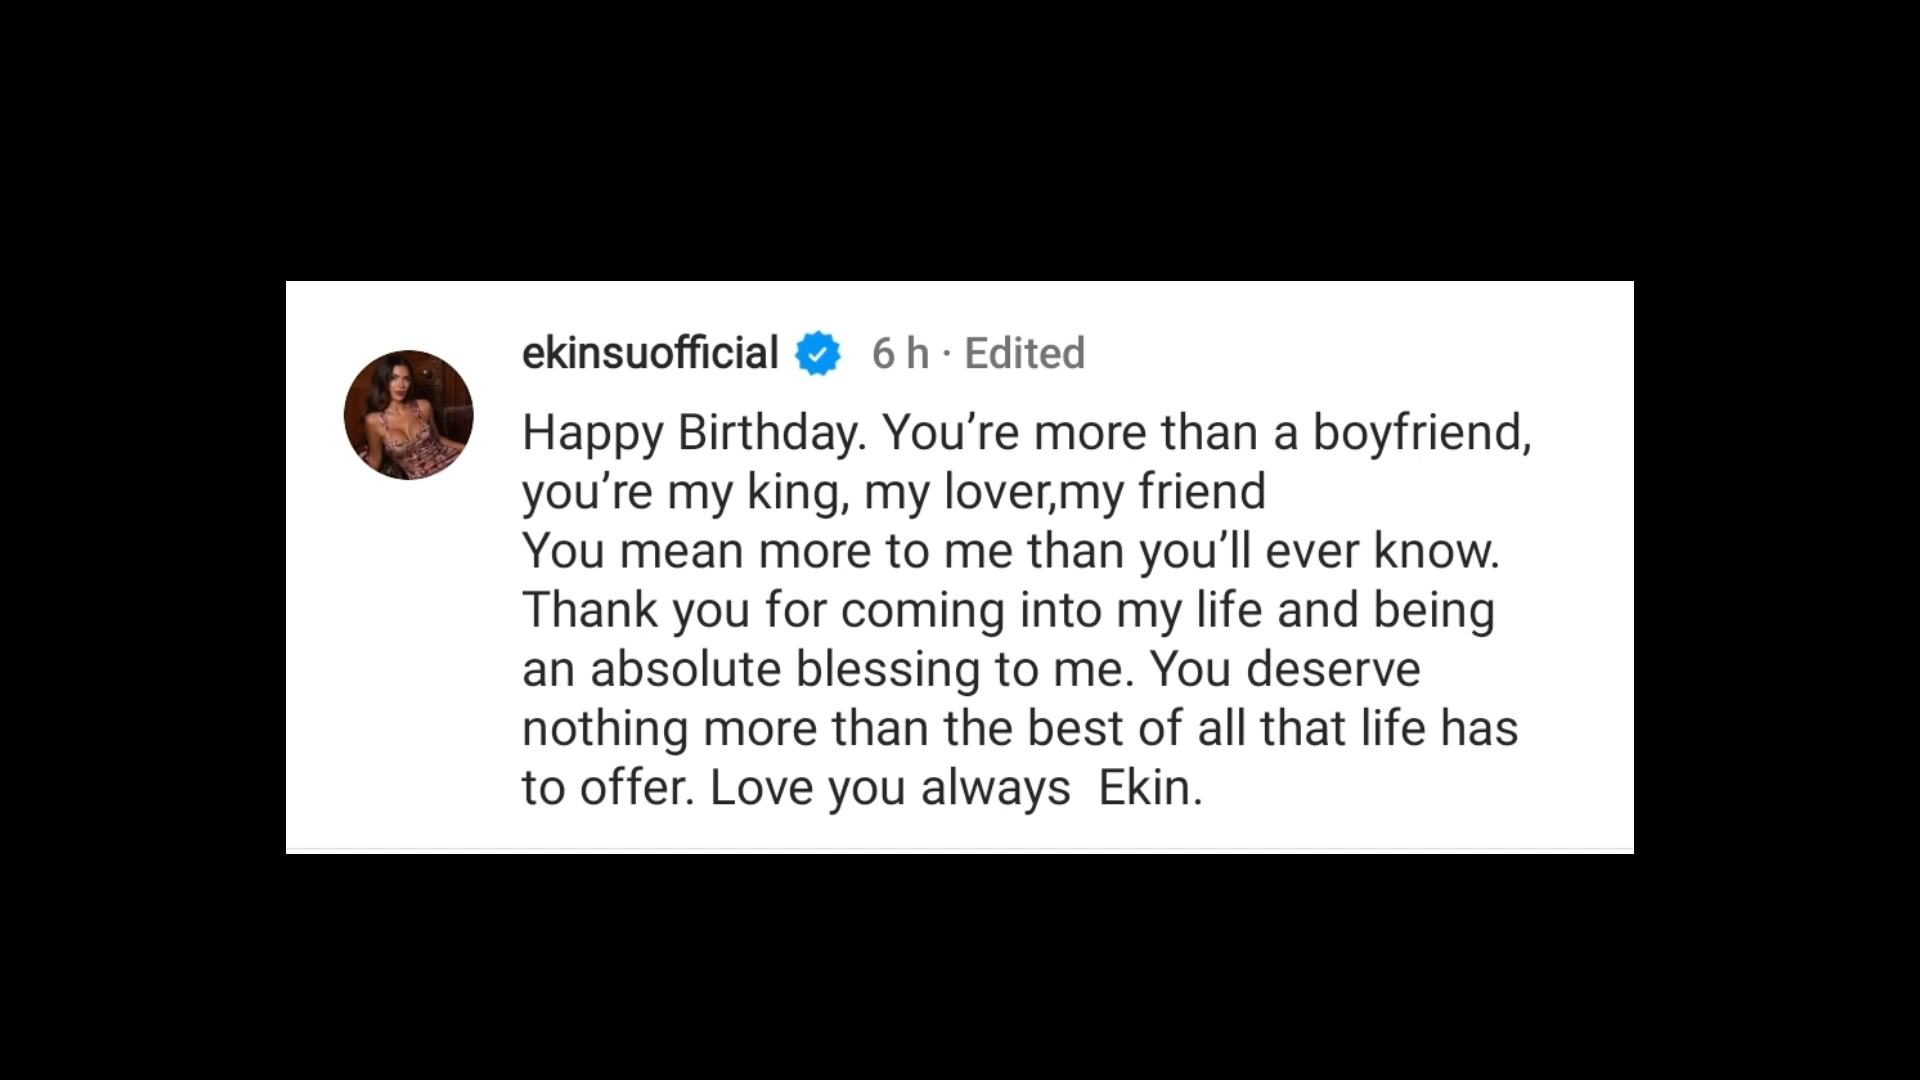 ekinsuofficial 6 h · Edited
Happy Birthday. You’re more than a boyfriend,
you’re my king, my lover,my friend
You mean more to me than you’ll ever know.
Thank you for coming into my life and being
an absolute blessing to me. You deserve
nothing more than the best of all that life has
to offer. Love you always  Ekin.